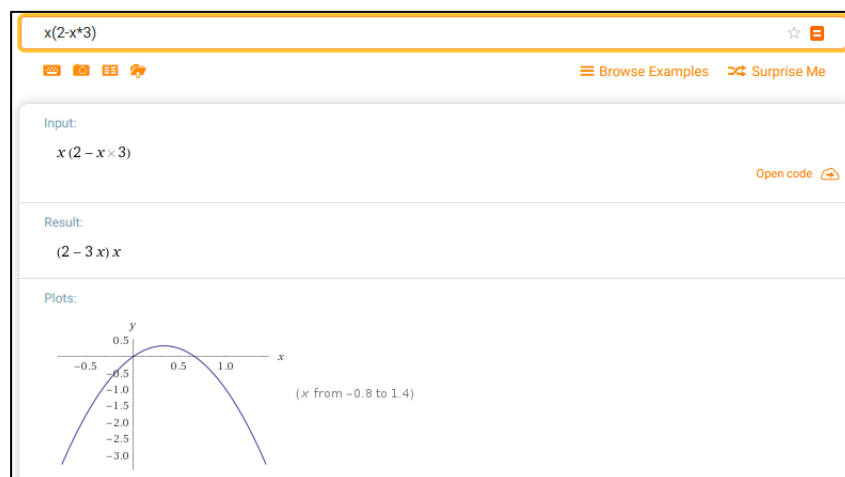 x(2-x*3)
Browse Examples Surprise Me
Input:
x (2 − x × 3)
Open code
Result:
(2 − 3 x) x
Plots:
y
0.5
x
−0.5 0.5 1.0
−0.5
−1.0
(x from −0.8 to 1.4)
−1.5
−2.0
−2.5
−3.0